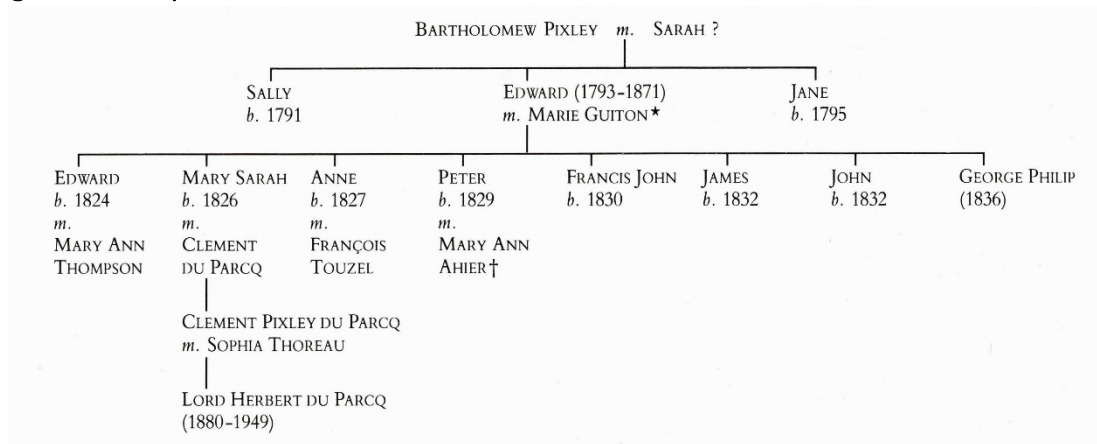 BARTHOLOMEW PIXLEY m. SARAH ?
SALLY
b. 1791
EDWARD (1793-1871)
m. MARIE GUITON*
JANE
b. 1795
EDWARD
b. 1824
m.
MARY ANN
THOMPSON
MARY SARAH
b. 1826
m.
CLEMENT
DU PARCQ
ANNE
b. 1827
m.
FRANÇOIS
TOUZEL
PETER
b. 1829
m.
MARY ANN
AHIER†
FRANCIS JOHN
b. 1830
JAMES
b. 1832
JOHN
b. 1832
GEORGE PHILIP
(1836)
CLEMENT PIXLEY DU PARCQ
m. SOPHIA THOREAU
LORD HERBERT DU PARCQ
(1880-1949)